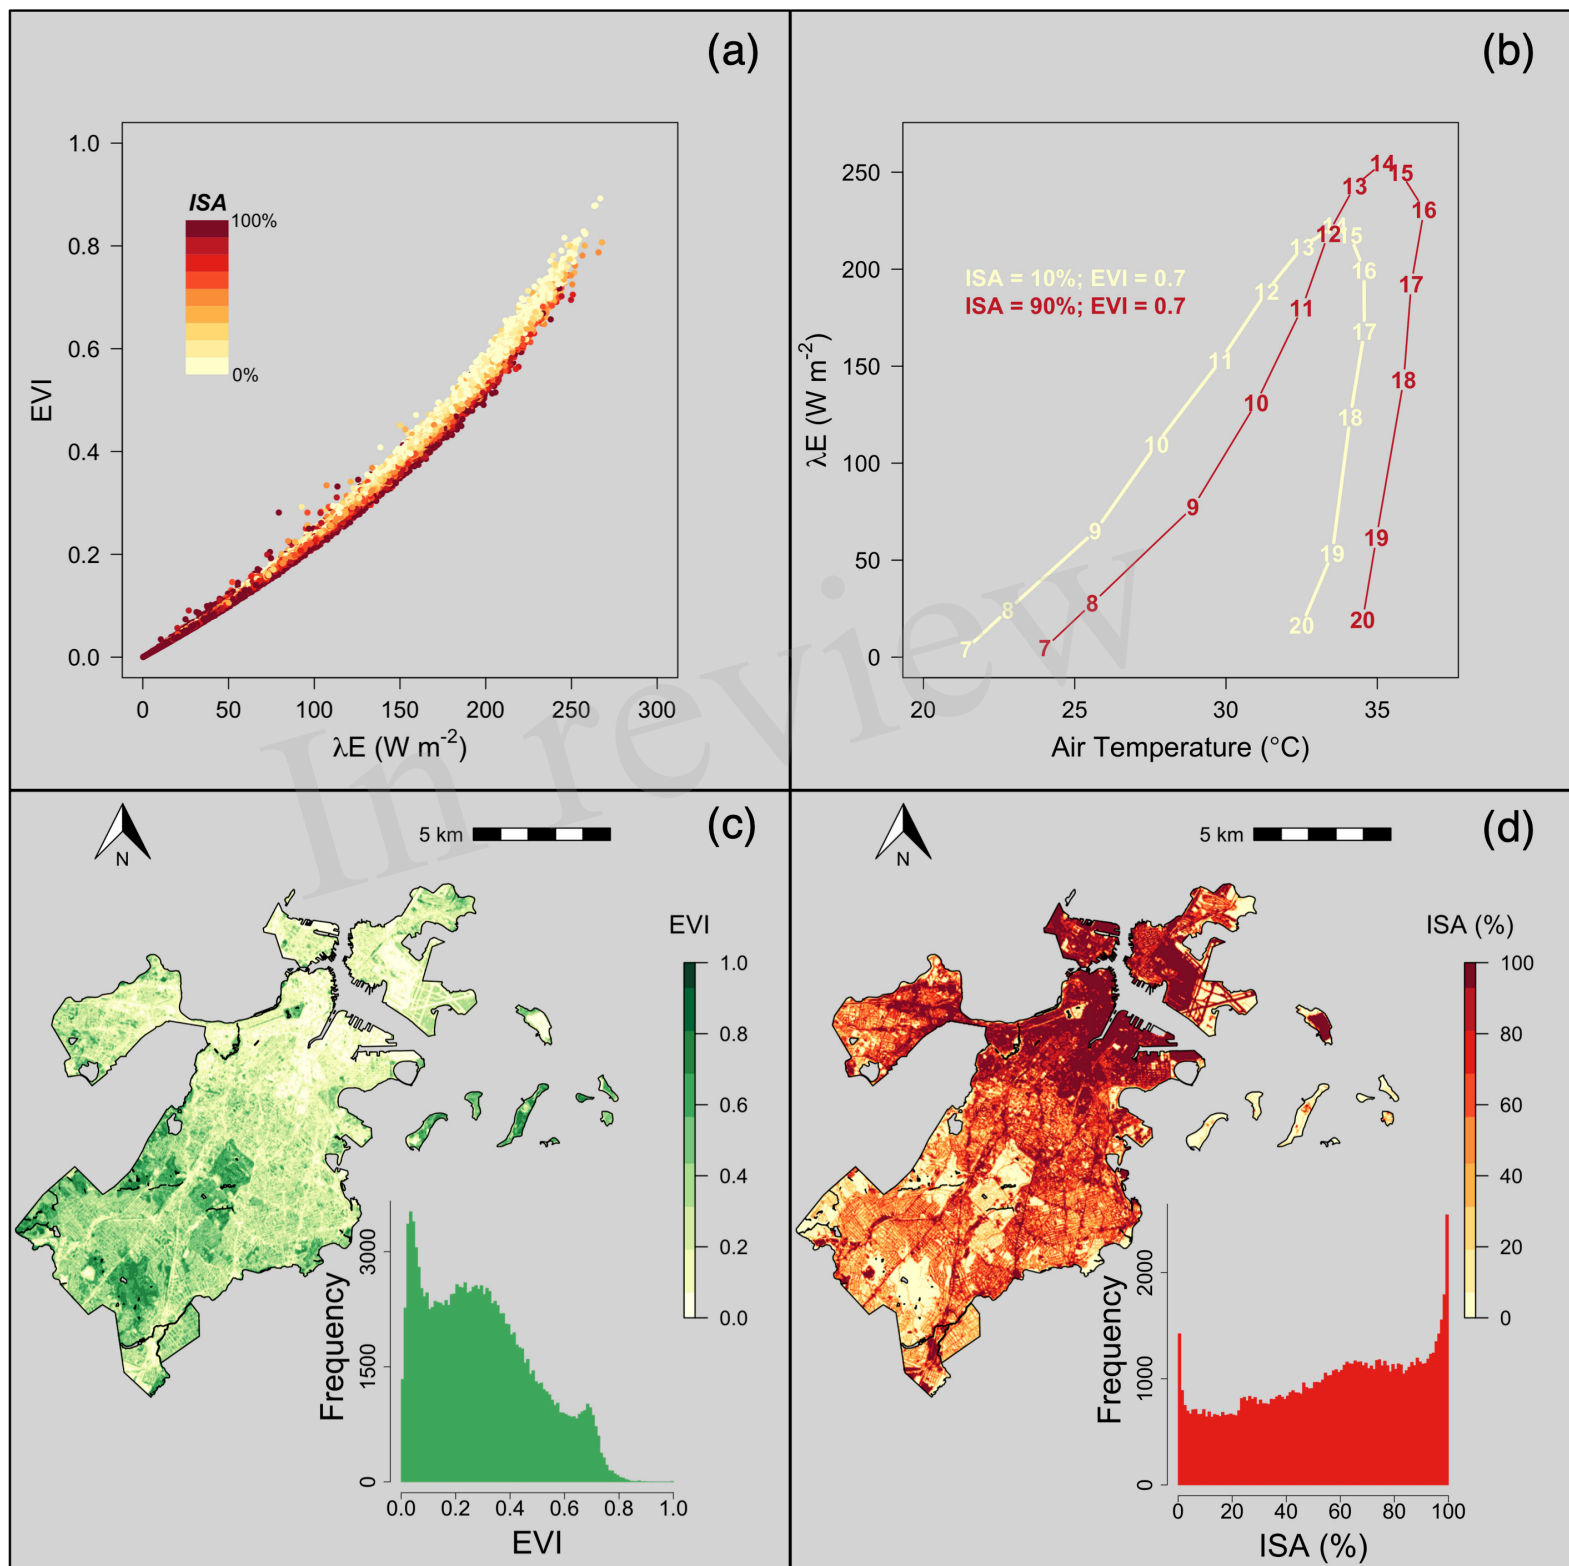 (a)
1.0
0.8
0.6
0.4
0.2
0.0
EVI
ISA
100%
0%
0 50 100 150 200 250 300
λE (W m-2)
(b)
250
200
150
100
50
0
λE (W m-2)
ISA = 10%; EVI = 0.7
ISA = 90%; EVI = 0.7
7 8 9 10 11 12 13 14 15 16 17 18 19 20
7 8 9 10 11 12 13 14 15 16 17 18 19 20
20 25 30 35
Air Temperature (°C)
In review
(c)
N
5 km
EVI
1.0
0.8
0.6
0.4
0.2
0.0
Frequency
3000
1500
0
0.0 0.2 0.4 0.6 0.8 1.0
EVI
(d)
N
5 km
ISA (%)
100
80
60
40
20
0
Frequency
2000
1000
0
0 20 40 60 80 100
ISA (%)